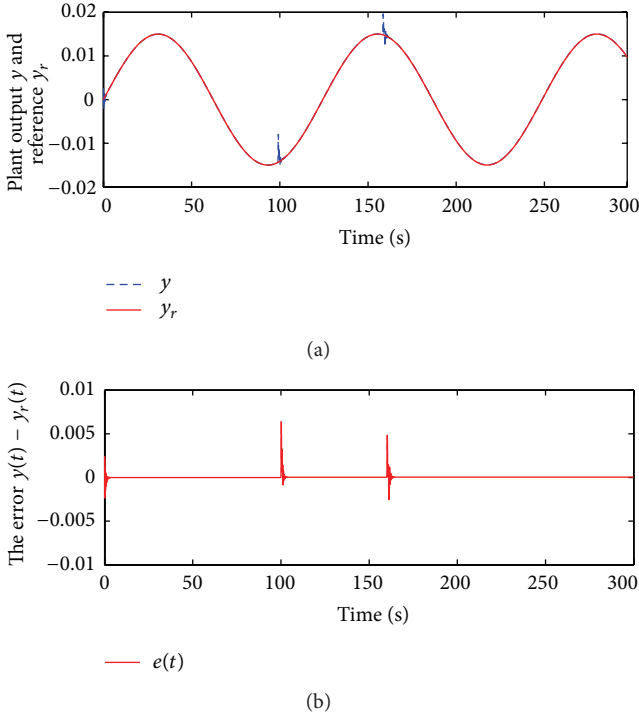 0.02
0.01
0
−0.01
−0.02
Plant output y and
reference y_r
0 50 100 150 200 250 300
Time (s)
y
y_r
(a)
0.01
0.005
0
−0.005
−0.01
The error y(t) − y_r(t)
0 50 100 150 200 250 300
Time (s)
e(t)
(b)